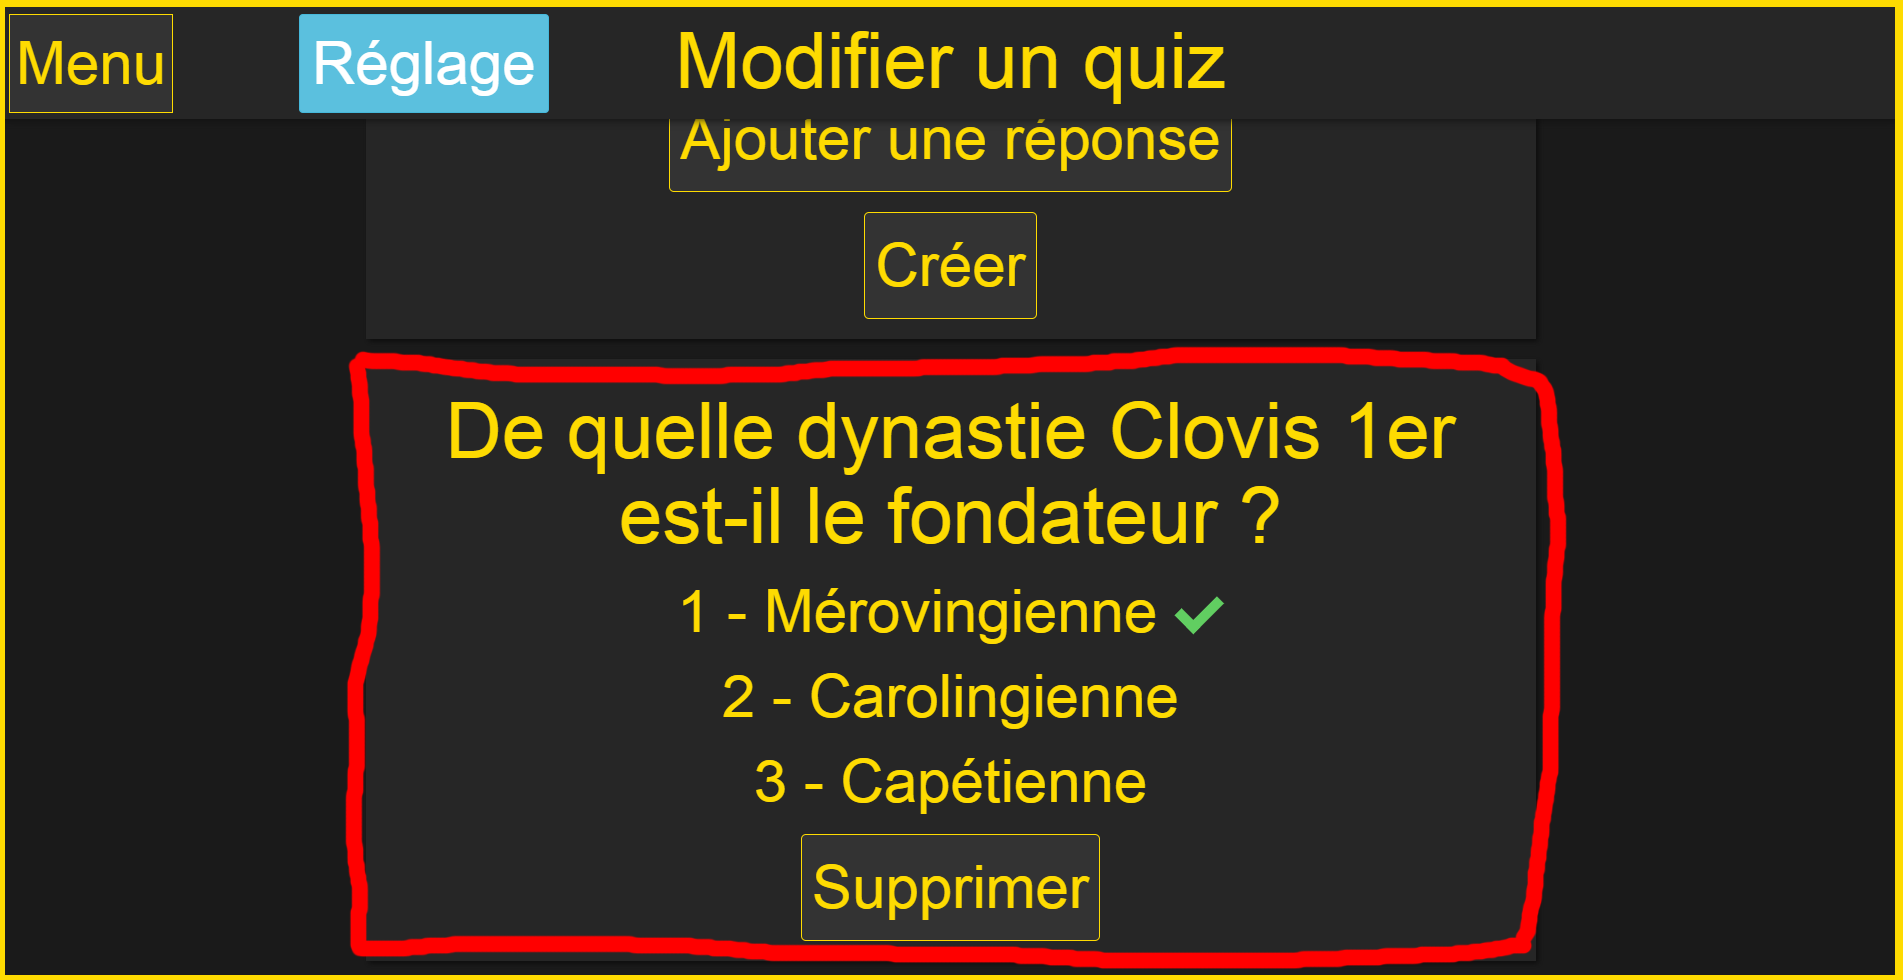 Menu
Réglage
Modifier un quiz
Ajouter une réponse
Créer
De quelle dynastie Clovis 1er
est-il le fondateur ?
1 - Mérovingienne
2 - Carolingienne
3 - Capétienne
Supprimer